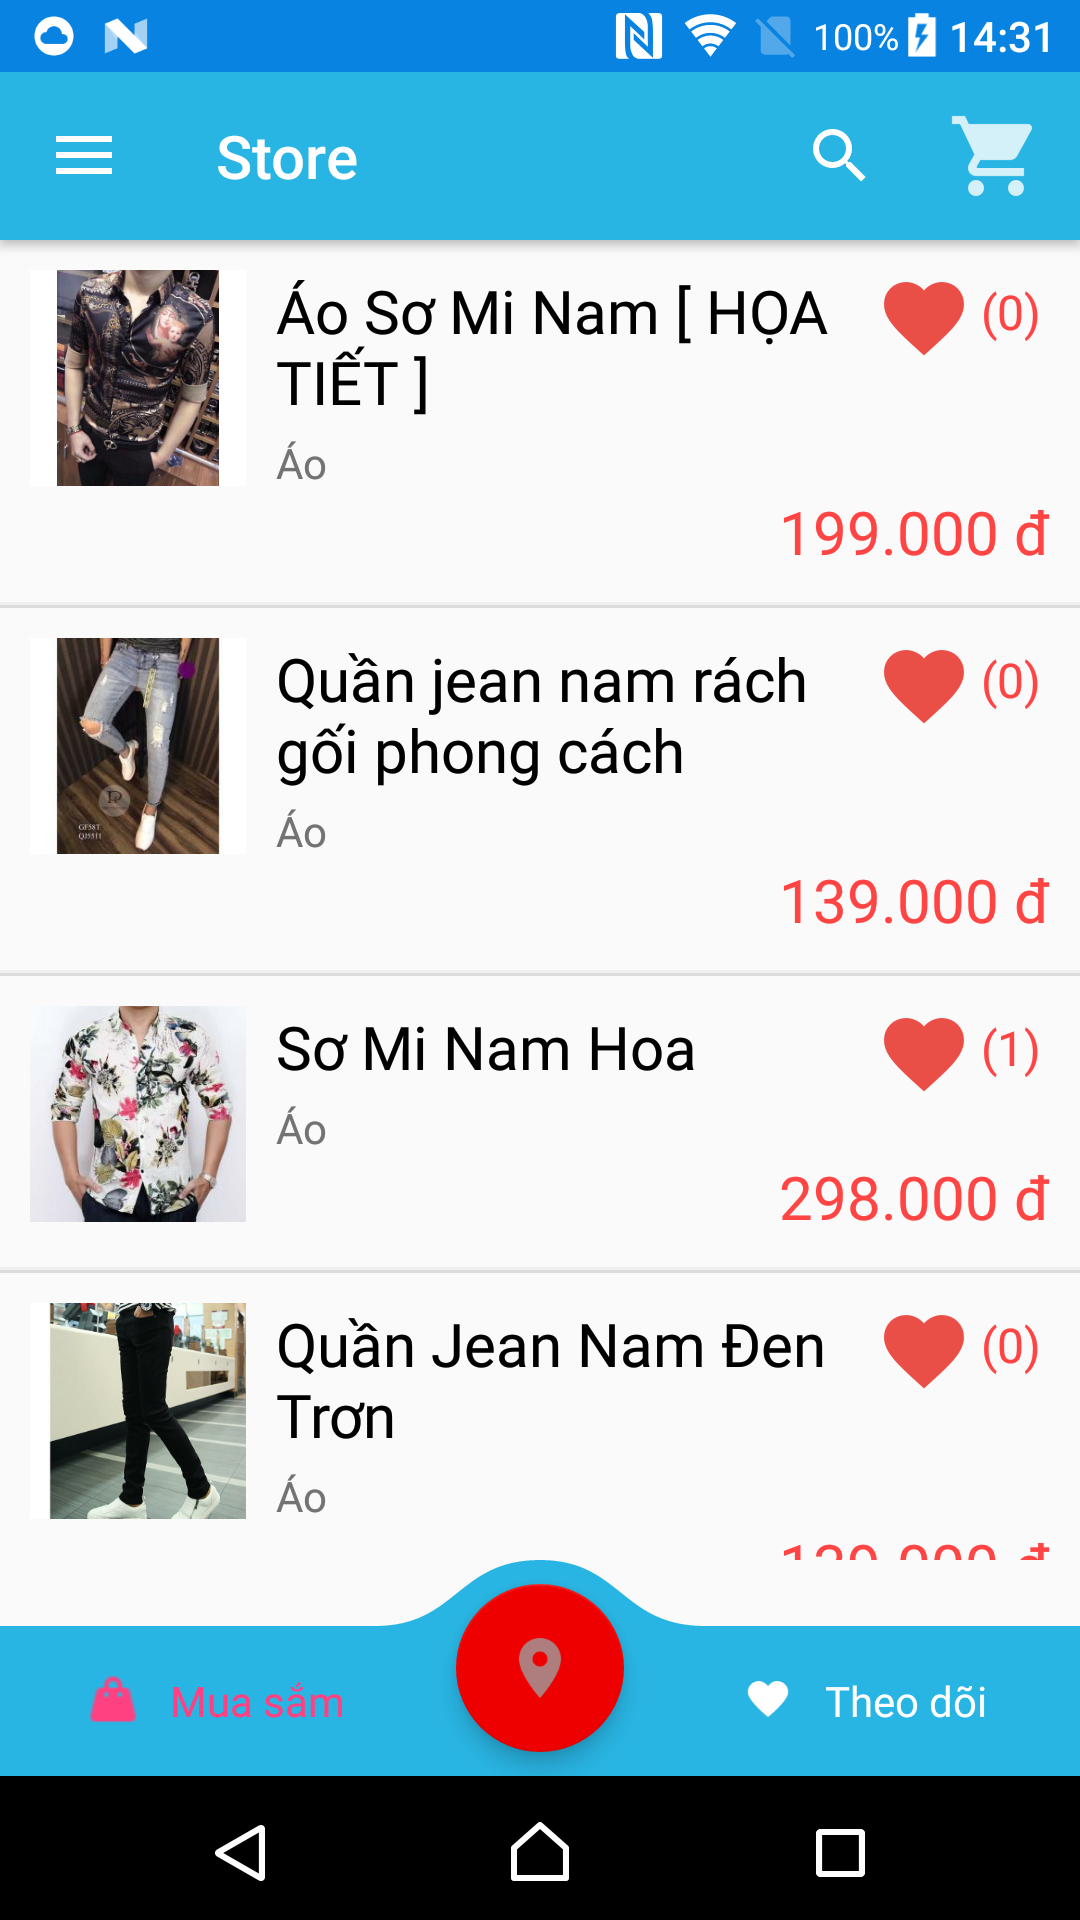 100% 14:31
Store
Áo Sơ Mi Nam [ HỌA
TIẾT ]
(0)
Áo
199.000 đ
Quần jean nam rách
gối phong cách
(0)
Áo
139.000 đ
Sơ Mi Nam Hoa
(1)
Áo
298.000 đ
Quần Jean Nam Đen
Trơn
(0)
Áo
Mua sắm
Theo dõi